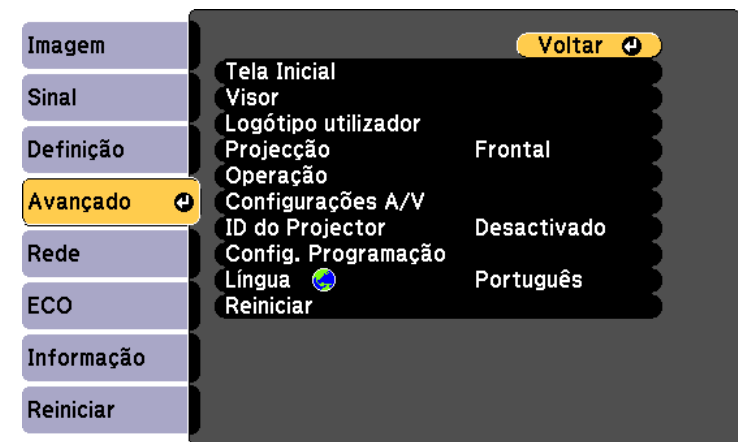 Imagem
Sinal
Definição
Avançado
Rede
ECO
Informação
Reiniciar
Voltar
Tela Inicial
Visor
Logótipo utilizador
Projecção Frontal
Operação
Configurações A/V
ID do Projector Desactivado
Config. Programação
Língua Português
Reiniciar